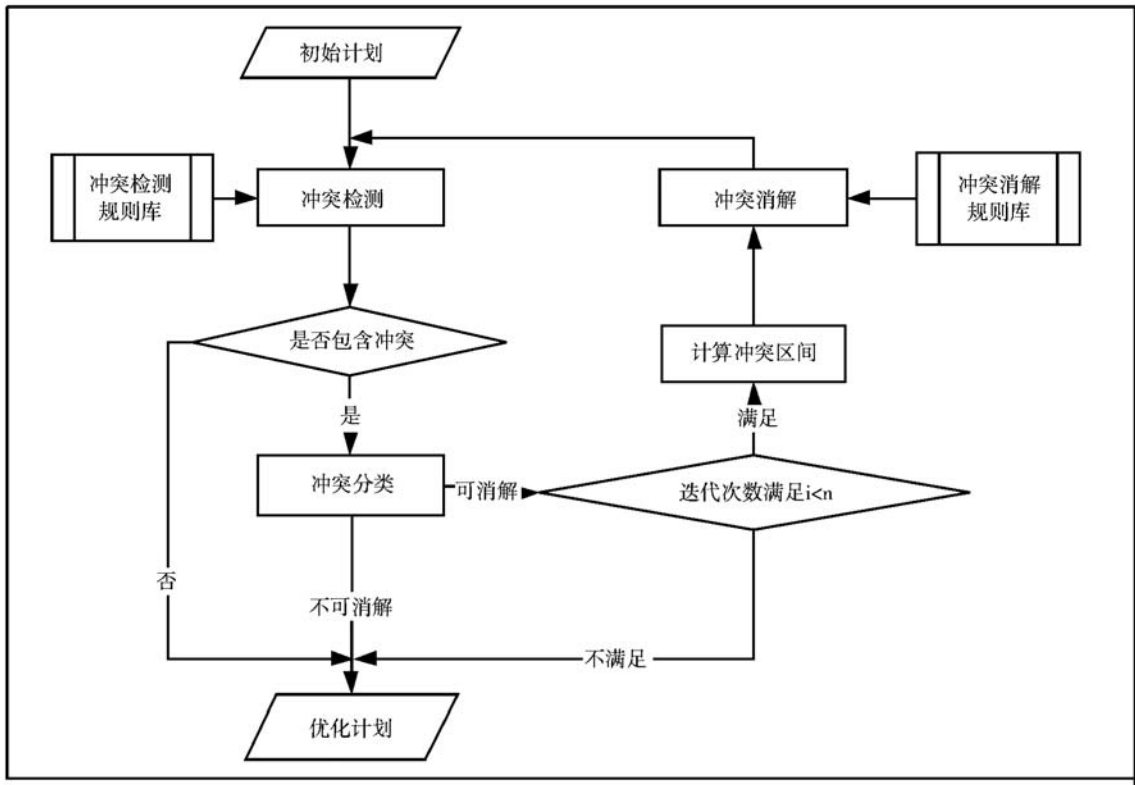 初始计划
冲突检测
规则库
冲突检测
冲突消解
冲突消解
规则库
是否包含冲突
计算冲突区间
是
满足
冲突分类
可消解
迭代次数满足i<n
否
不可消解
不满足
优化计划